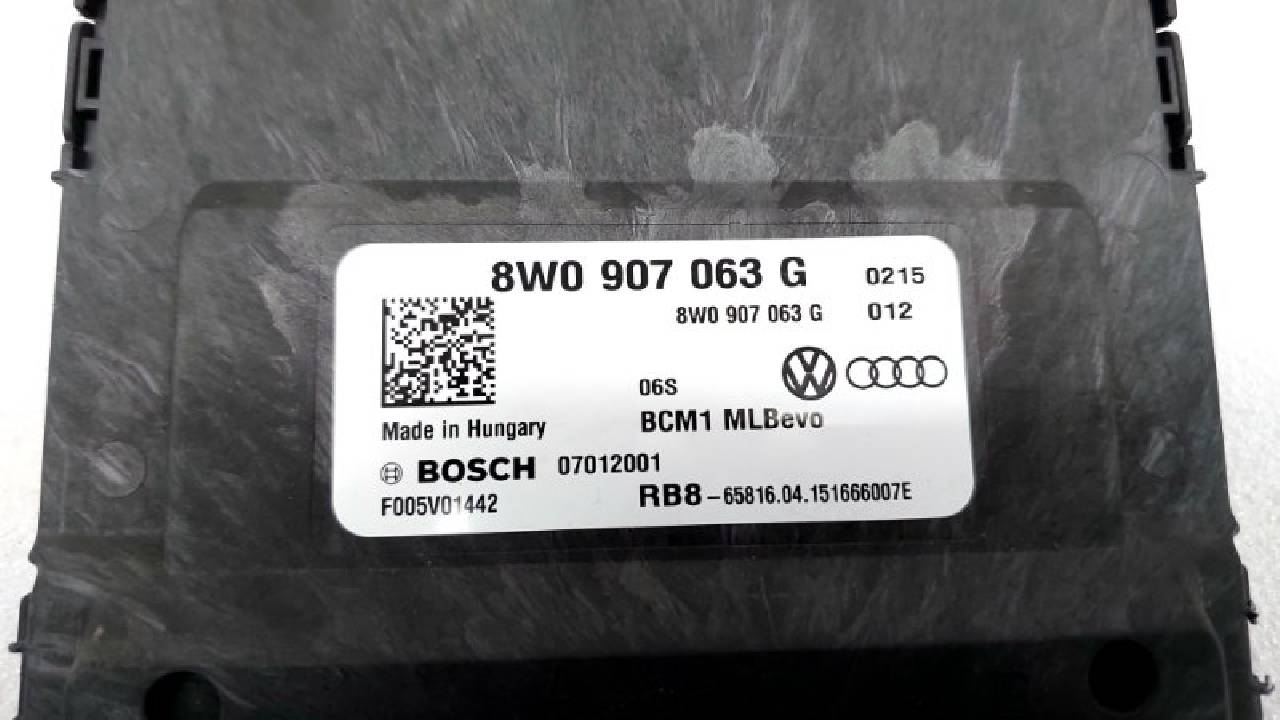 8W0 907 063 G 0215
8W0 907 063 G 012
06S
Made in Hungary BCM1 MLBevo
BOSCH 07012001
F005V01442 RB8-65816.04.151666007E